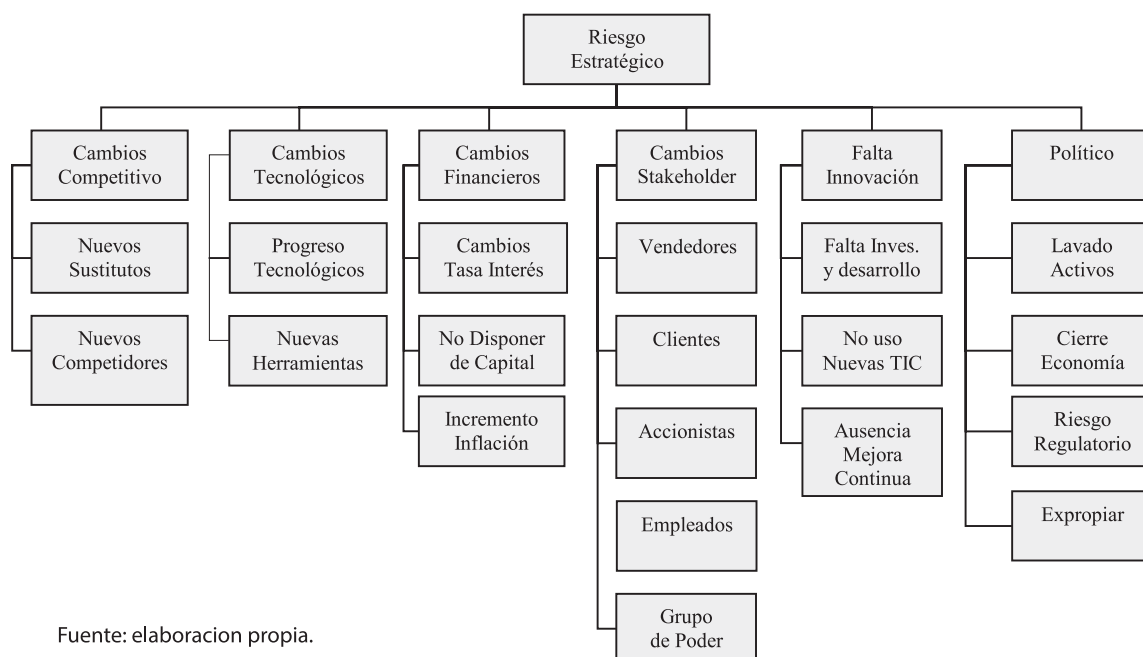 Riesgo
Estratégico
Cambios
Competitivo
Nuevos
Sustitutos
Nuevos
Competidores
Cambios
Tecnológicos
Progreso
Tecnológicos
Nuevas
Herramientas
Cambios
Financieros
Cambios
Tasa Interés
No Disponer
de Capital
Incremento
Inflación
Cambios
Stakeholder
Vendedores
Clientes
Accionistas
Empleados
Grupo
de Poder
Falta
Innovación
Falta Inves.
y desarrollo
No uso
Nuevas TIC
Ausencia
Mejora
Continua
Político
Lavado
Activos
Cierre
Economía
Riesgo
Regulatorio
Expropiar
Fuente: elaboracion propia.